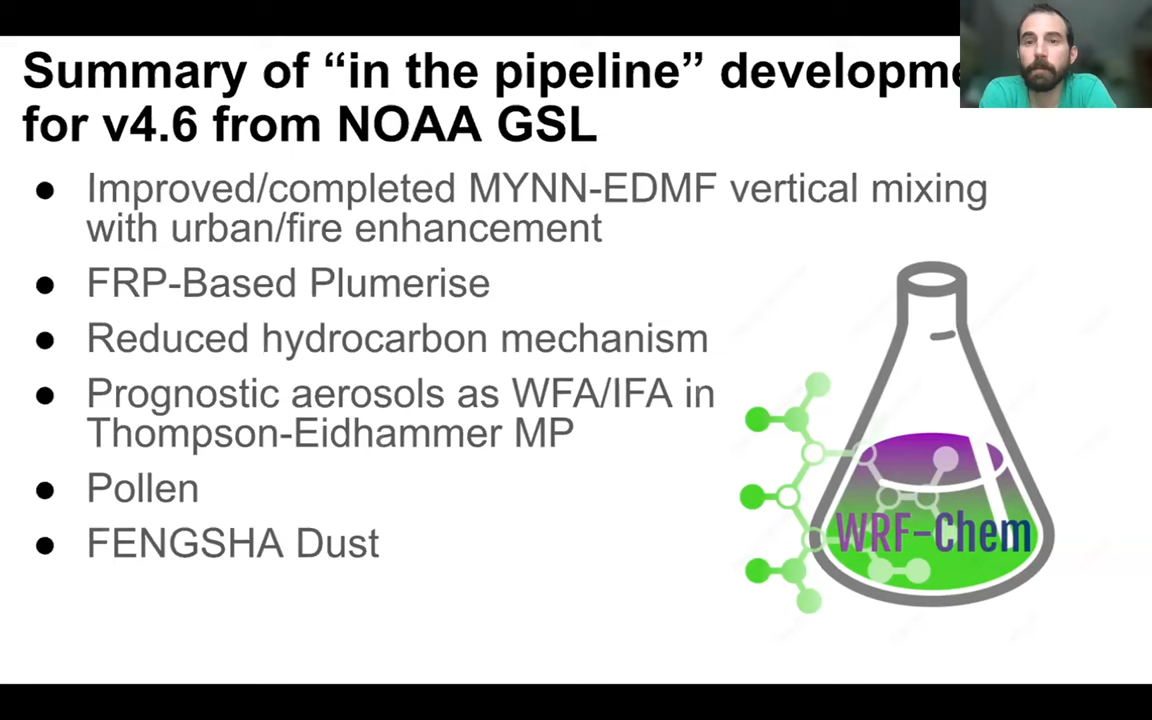 Summary of “in the pipeline”
for v4.6 from NOAA GSL
● Improved/completed MYNN-EDMF vertical mixing
with urban/fire enhancement
● FRP-Based Plumerise
● Reduced hydrocarbon mechanism
● Prognostic aerosols as WFA/IFA in
Thompson-Eidhammer MP
● Pollen
● FENGSHA Dust
WRF-Chem